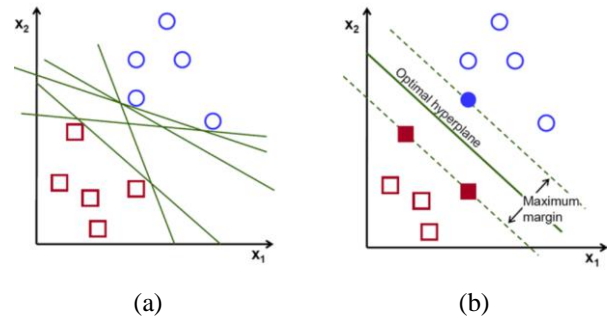 x2
x1
(a)
x2
Optimal hyperplane
Maximum
margin
x1
(b)